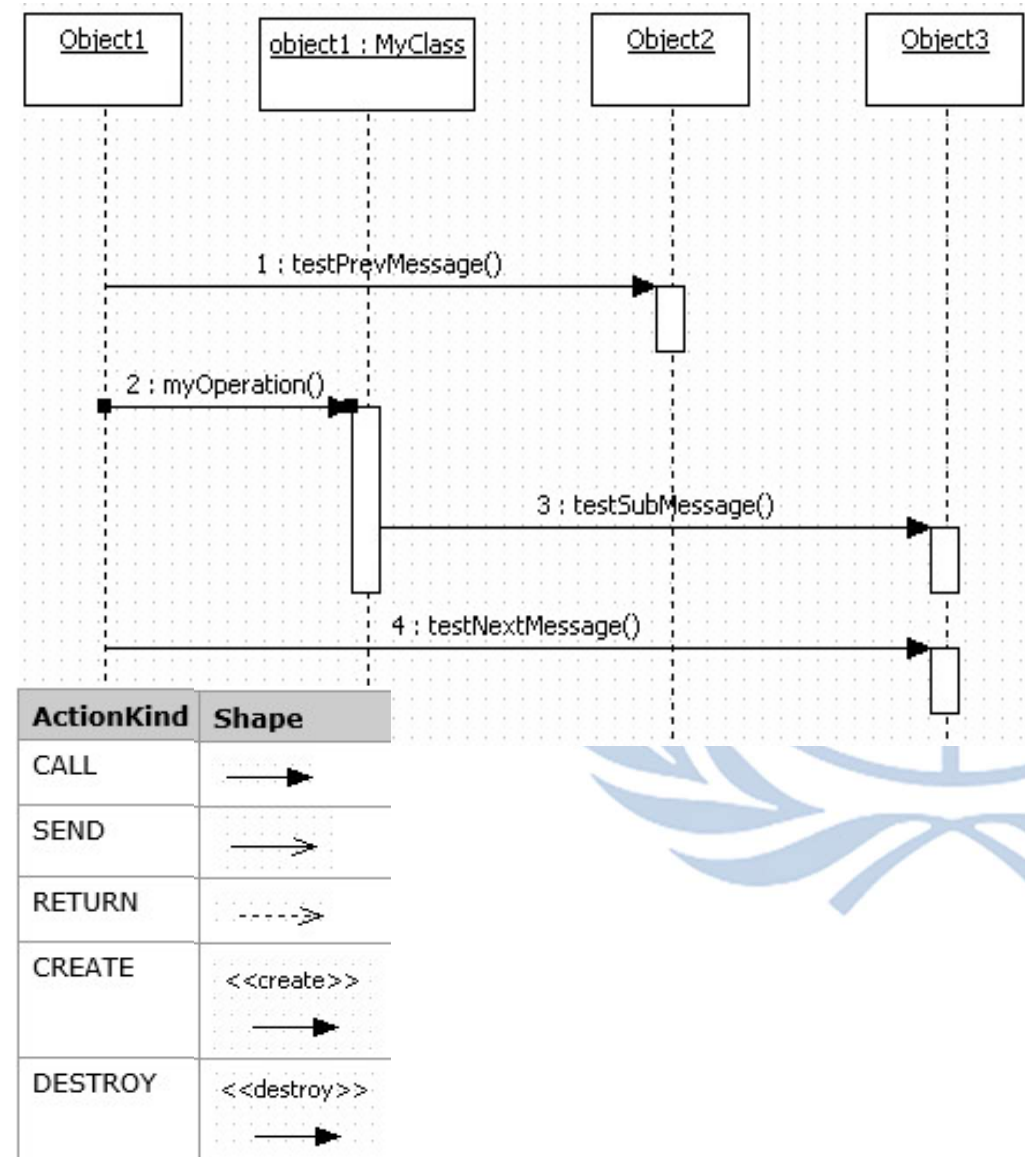 Object1
object1 : MyClass
Object2
Object3
1 : testPrevMessage()
2 : myOperation()
3 : testSubMessage()
4 : testNextMessage()
ActionKind Shape
CALL
SEND
RETURN
CREATE <<create>>
DESTROY <<destroy>>